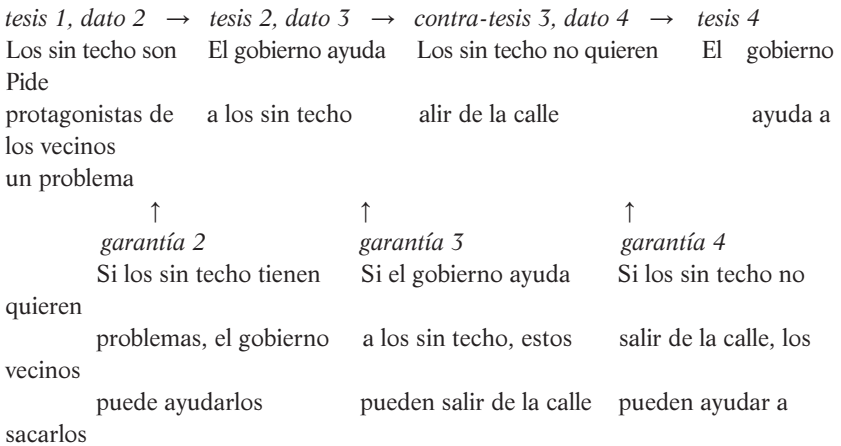 tesis 1, dato 2 → tesis 2, dato 3 → contra-tesis 3, dato 4 → tesis 4
Los sin techo son El gobierno ayuda Los sin techo no quieren El gobierno
Pide
protagonistas de a los sin techo alir de la calle ayuda a
los vecinos
un problema
↑ ↑ ↑
garantía 2 garantía 3 garantía 4
Si los sin techo tienen Si el gobierno ayuda Si los sin techo no
quieren
problemas, el gobierno a los sin techo, estos salir de la calle, los
vecinos
puede ayudarlos pueden salir de la calle pueden ayudar a
sacarlos